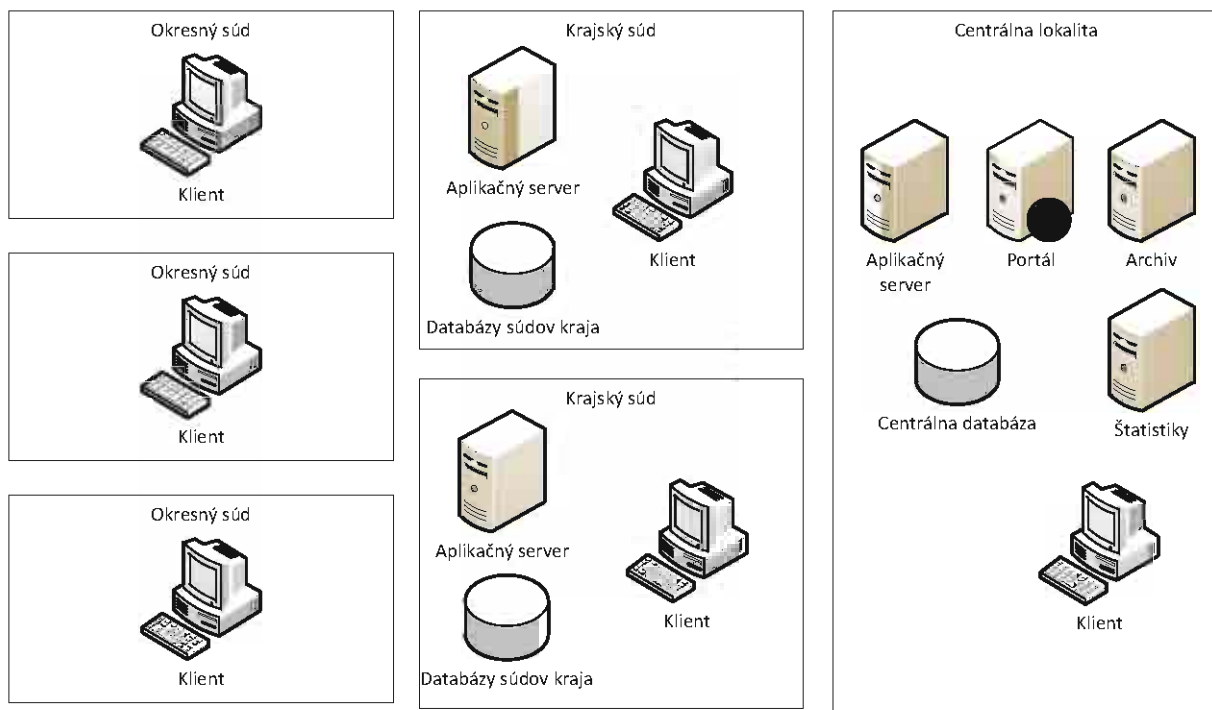 Okresný súd
Klient
Okresný súd
Klient
Okresný súd
Klient
Krajský súd
Aplikačný server
Klient
Databázy súdov kraja
Krajský súd
Aplikačný server
Klient
Databázy súdov kraja
Centrálna lokalita
Aplikačný
server
Portál
Archiv
Centrálna databáza
Štatistiky
Klient